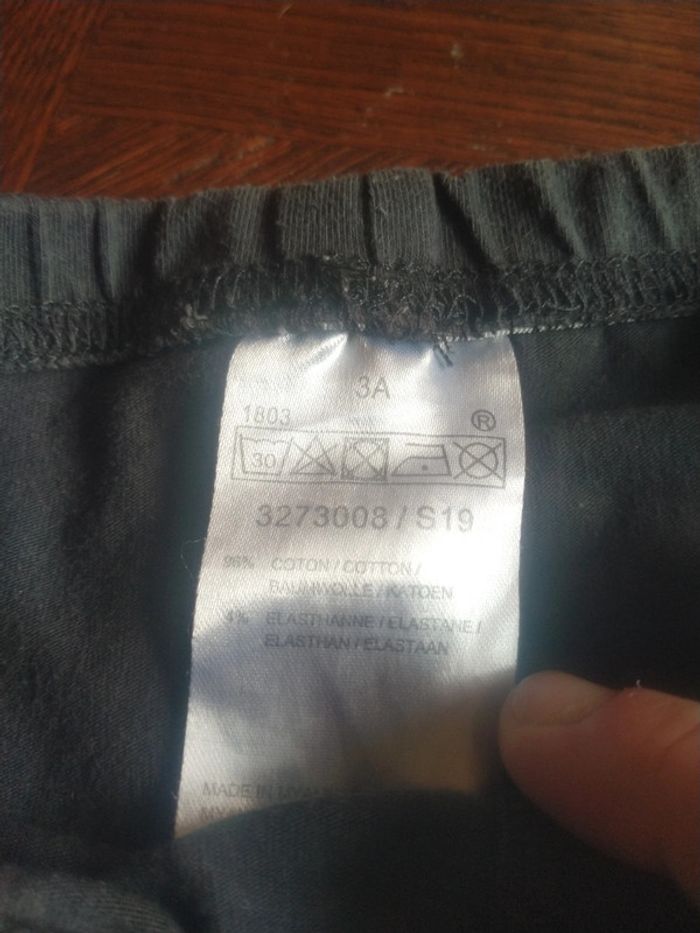 3A
1803
®
30
3273008 / S19
96% COTON / COTTON /
BAUMWOLLE / KATOEN
4% ELASTHANNE / ELASTANE /
ELASTHAN / ELASTAAN
MADE IN